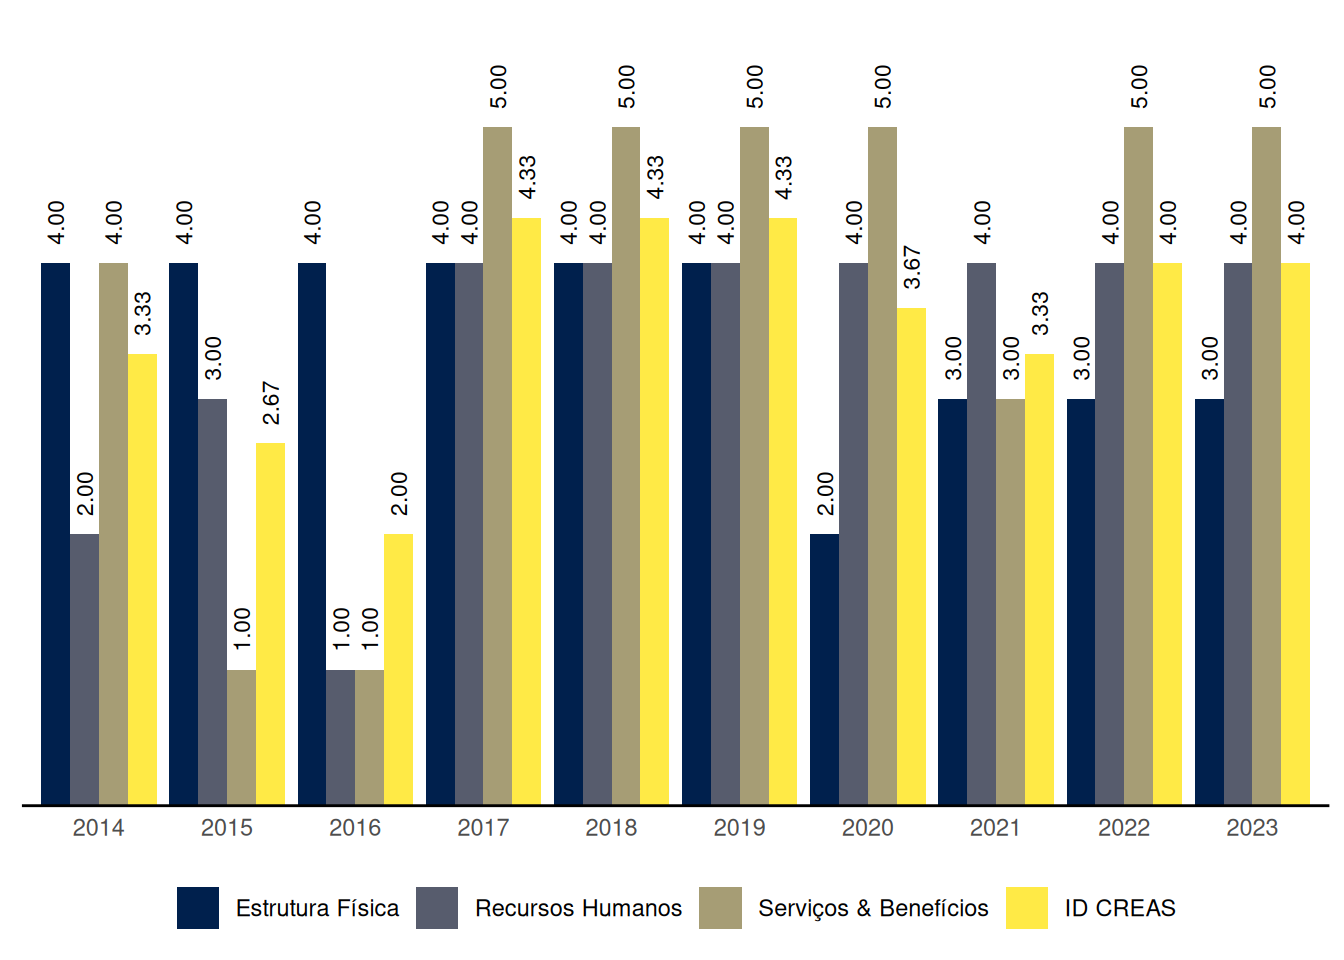 4.00 2.00 4.00 3.33
4.00 3.00 1.00 2.67
4.00 1.00 1.00 2.00
4.00 4.00 5.00 4.33
4.00 4.00 5.00 4.33
4.00 4.00 5.00 4.33
2.00 4.00 5.00 3.67
3.00 4.00 3.00 3.33
3.00 4.00 5.00 4.00
3.00 4.00 5.00 4.00
2014 2015 2016 2017 2018 2019 2020 2021 2022 2023
Estrutura Física Recursos Humanos Serviços & Benefícios ID CREAS